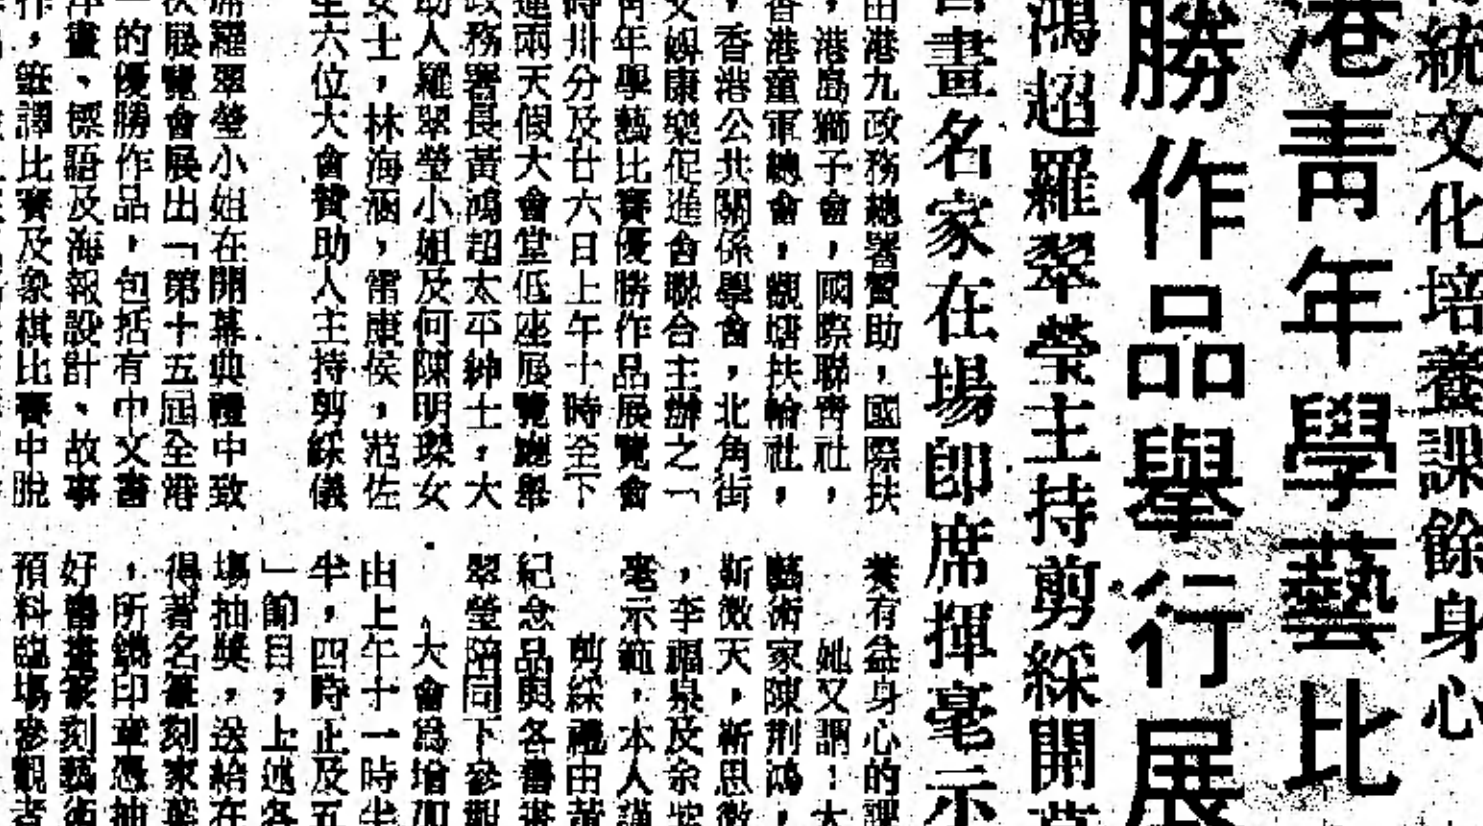 統文化培養課餘身心
港青年學藝比
勝作品舉行展
鴻超羅翠瑩主持剪綵開幕
書畫名家在場即席揮毫示
由港九政務總署贊助，國際扶
，港島獅子會，國際聯青社，
香港童軍總會，觀塘扶輪社，
，香港公共關係學會，北角街
文娛康樂促進會聯合主辦之「
青年學藝比賽優勝作品展覽會
時卅分及廿六日上午十時至下
連兩天假大會堂低座展覽廳舉
政務署長黃鴻超太平紳士，大
助人羅翠瑩小姐及何陳明璨女
女士，林海涵，雷康侯，范佐
至六位大會贊助人主持剪綵儀
席羅翠瑩小姐在開幕典禮中致
次展覽會展出「第十五屆全港
的優勝作品，包括有中文書
洋畫、標語及海報設計、故事
作，翻譯比賽及象棋比賽中脫
養有益身心的課
她又謂：大
藝術家陳荆鴻，
靳微天，靳思微
，李福泉及余
毫示範，本人謹
剪綵禮由黃
紀念品與各書畫
翠瑩陪同下參觀
大會爲增加
由上午十一時半
半，四時正及五
」節目，上述各
場抽獎，送給在
得著名篆刻家葉
，所鐫印章憑抽
好書畫篆刻藝術
預料臨場參觀者